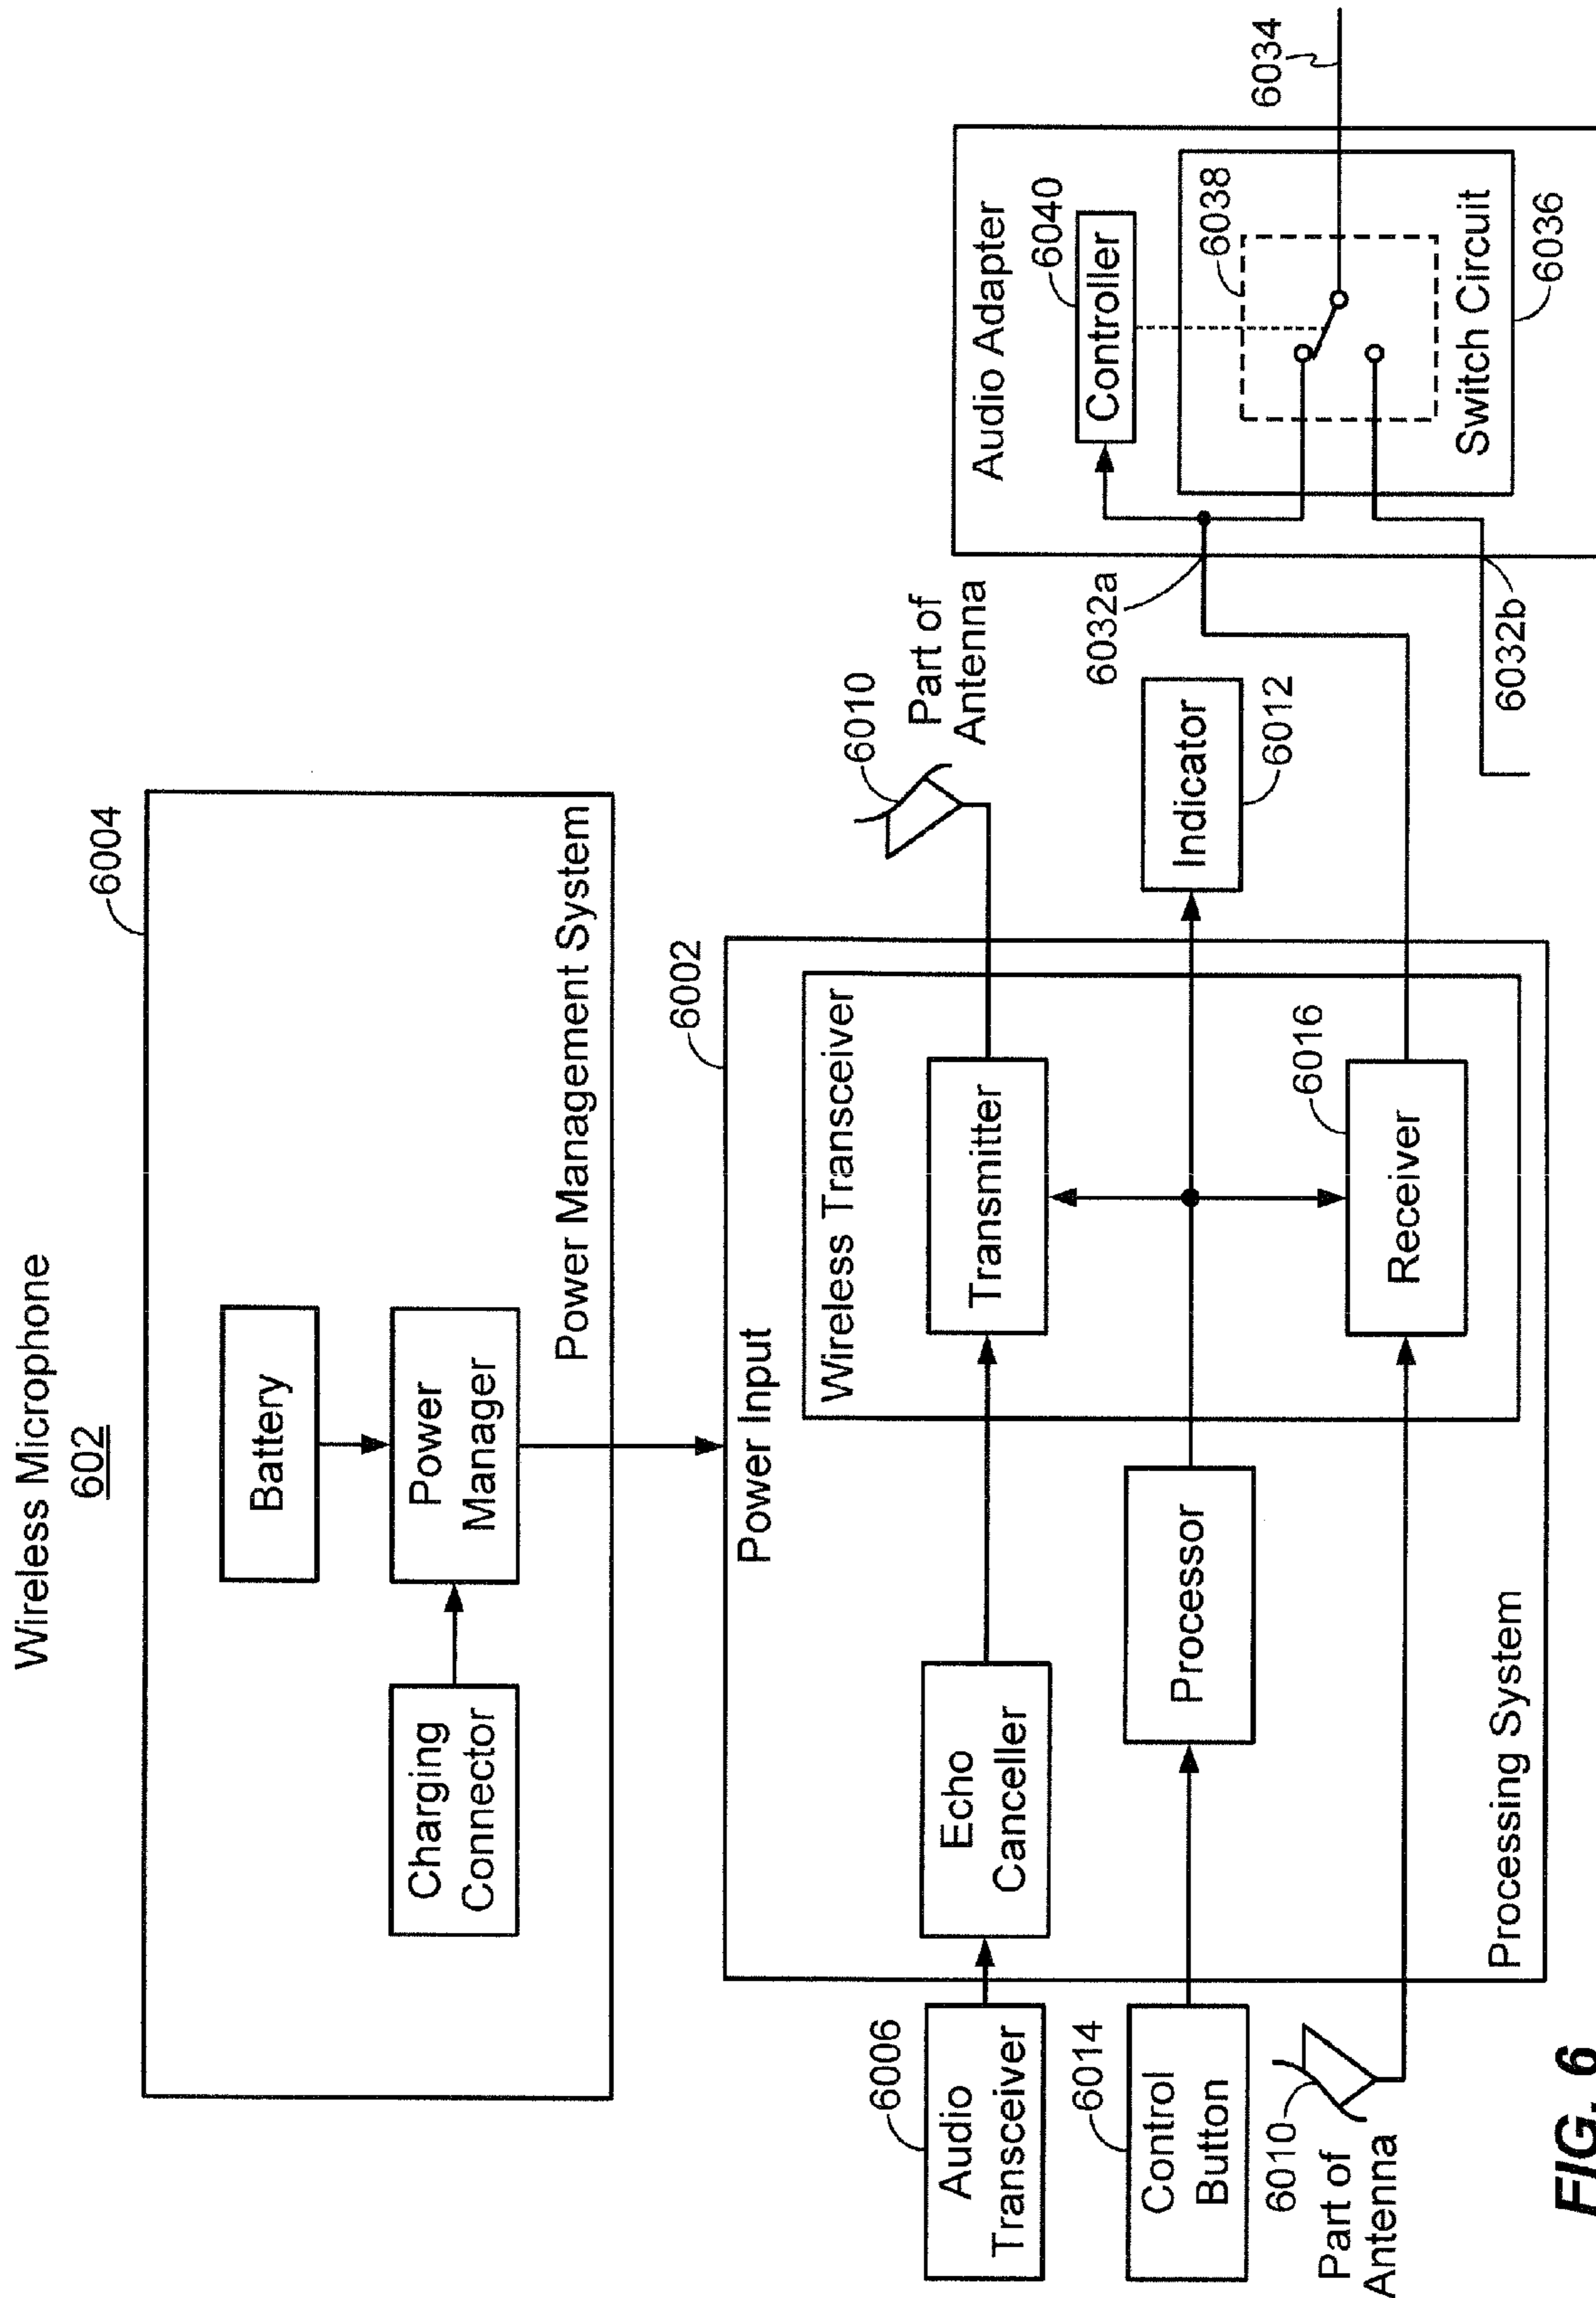 Wireless Microphone
602
6004
Battery
Charging
Connector
Power
Manager
Power Management System
6002
Power Input
Wireless Transceiver
6006
Audio
Transceiver
Echo
Canceller
Transmitter
6010
Part of
Antenna
6014
Control
Button
Processor
Indicator
6012
6010
Part of
Antenna
6016
Receiver
Processing System
Audio Adapter
6040
Controller
6032a
6032b
6038
6034
Switch Circuit
6036
FIG. 6